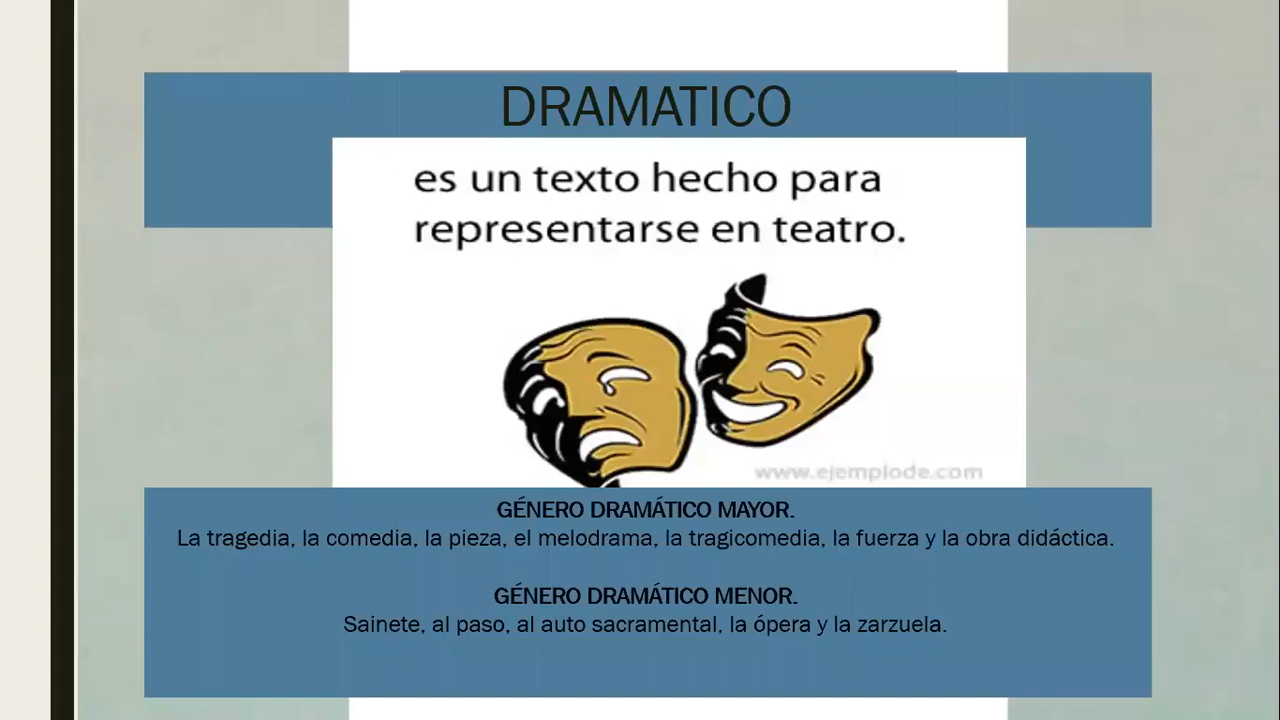 DRAMATICO
es un texto hecho para
representarse en teatro.
www.ejemplode.com
GÉNERO DRAMÁTICO MAYOR.
La tragedia, la comedia, la pieza, el melodrama, la tragicomedia, la fuerza y la obra didáctica.
GÉNERO DRAMÁTICO MENOR.
Sainete, al paso, al auto sacramental, la ópera y la zarzuela.